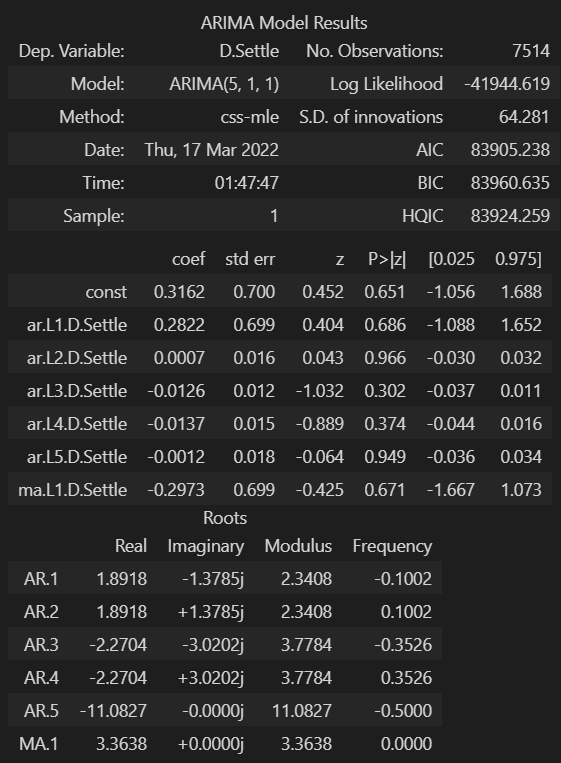 ARIMA Model Results
Dep. Variable: D.Settle No. Observations: 7514
Model: ARIMA(5, 1, 1) Log Likelihood -41944.619
Method: css-mle S.D. of innovations 64.281
Date: Thu, 17 Mar 2022 AIC 83905.238
Time: 01:47:47 BIC 83960.635
Sample: 1 HQIC 83924.259
coef std err z P>|z| [0.025 0.975]
const 0.3162 0.700 0.452 0.651 -1.056 1.688
ar.L1.D.Settle 0.2822 0.699 0.404 0.686 -1.088 1.652
ar.L2.D.Settle 0.0007 0.016 0.043 0.966 -0.030 0.032
ar.L3.D.Settle -0.0126 0.012 -1.032 0.302 -0.037 0.011
ar.L4.D.Settle -0.0137 0.015 -0.889 0.374 -0.044 0.016
ar.L5.D.Settle -0.0012 0.018 -0.064 0.949 -0.036 0.034
ma.L1.D.Settle -0.2973 0.699 -0.425 0.671 -1.667 1.073
Roots
Real Imaginary Modulus Frequency
AR.1 1.8918 -1.3785j 2.3408 -0.1002
AR.2 1.8918 +1.3785j 2.3408 0.1002
AR.3 -2.2704 -3.0202j 3.7784 -0.3526
AR.4 -2.2704 +3.0202j 3.7784 0.3526
AR.5 -11.0827 -0.0000j 11.0827 -0.5000
MA.1 3.3638 +0.0000j 3.3638 0.0000